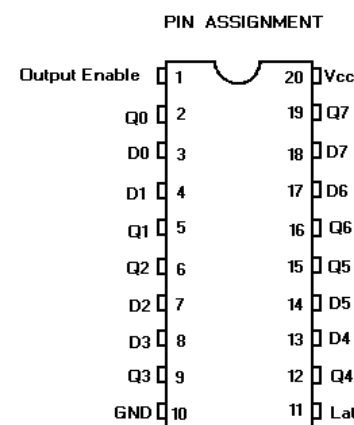 PIN ASSIGNMENT
Output Enable 1 20 Vcc
Q0 2 19 Q7
D0 3 18 D7
D1 4 17 D6
Q1 5 16 Q6
Q2 6 15 Q5
D2 7 14 D5
D3 8 13 D4
Q3 9 12 Q4
GND 10 11